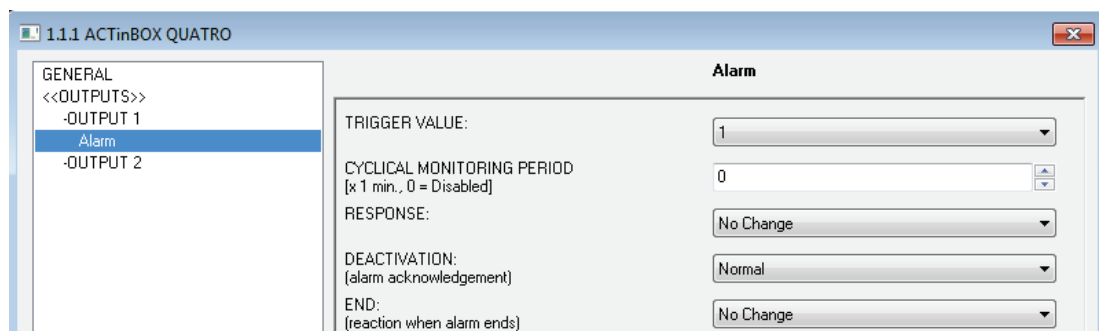 1.1.1 ACTinBOX QUATRO
GENERAL
<<OUTPUTS>>
-OUTPUT 1
Alarm
-OUTPUT 2
Alarm
TRIGGER VALUE:
1
CYCLICAL MONITORING PERIOD
[x 1 min., 0 = Disabled]
0
RESPONSE:
No Change
DEACTIVATION:
(alarm acknowledgement)
Normal
END:
(reaction when alarm ends)
No Change